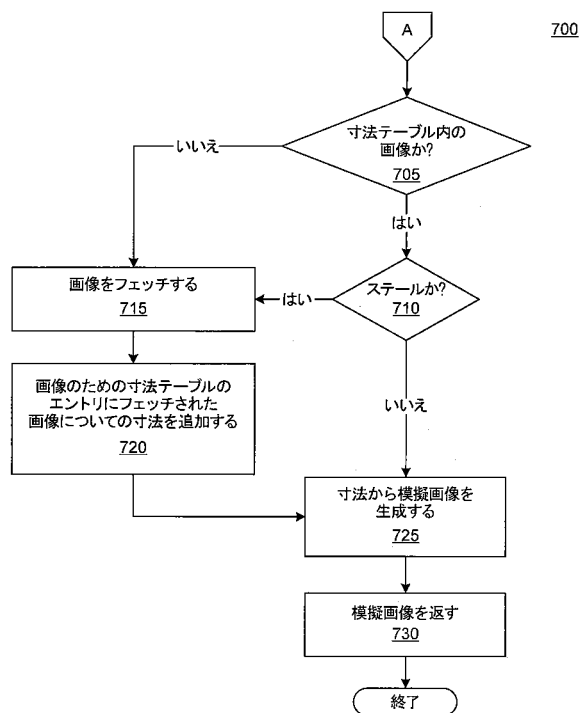 A
700
寸法テーブル内の
画像か?
705
いいえ
はい
画像をフェッチする
715
はい
ステールか?
710
画像のための寸法テーブルの
エントリにフェッチされた
画像についての寸法を追加する
720
いいえ
寸法から模擬画像を
生成する
725
模擬画像を返す
730
終了